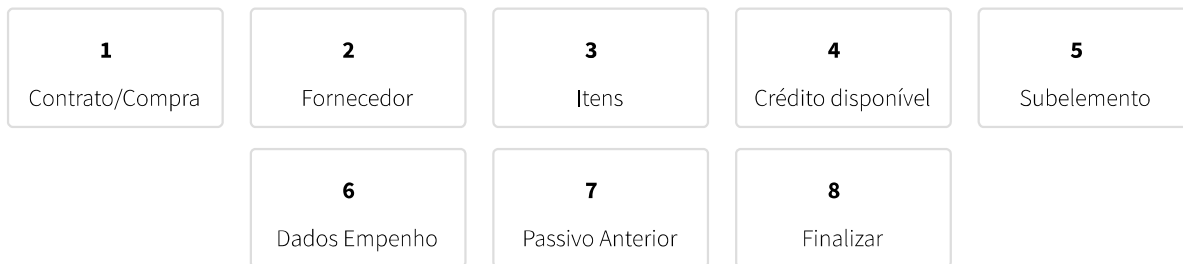 1
Contrato/Compra
2
Fornecedor
3
Itens
4
Crédito disponível
5
Subelemento
6
Dados Empenho
7
Passivo Anterior
8
Finalizar